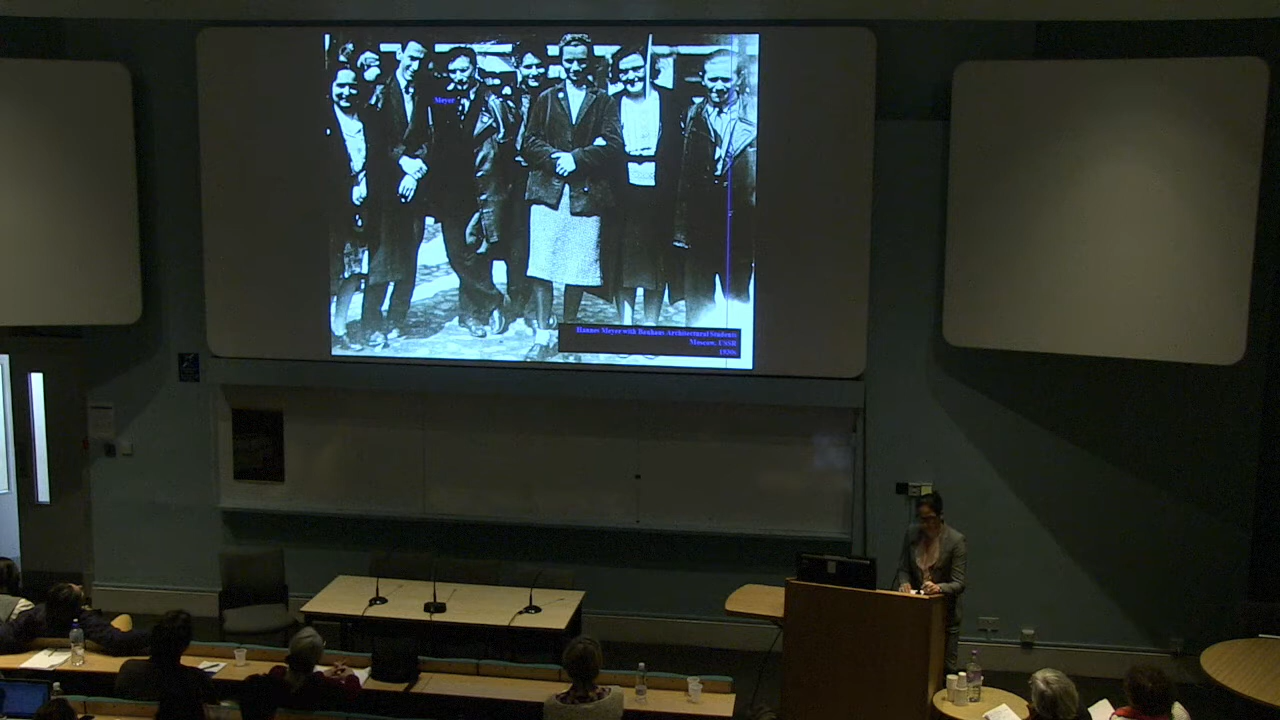 Meyer
Hannes Meyer with Bauhaus Architectural Students
Moscow, USSR
1930s